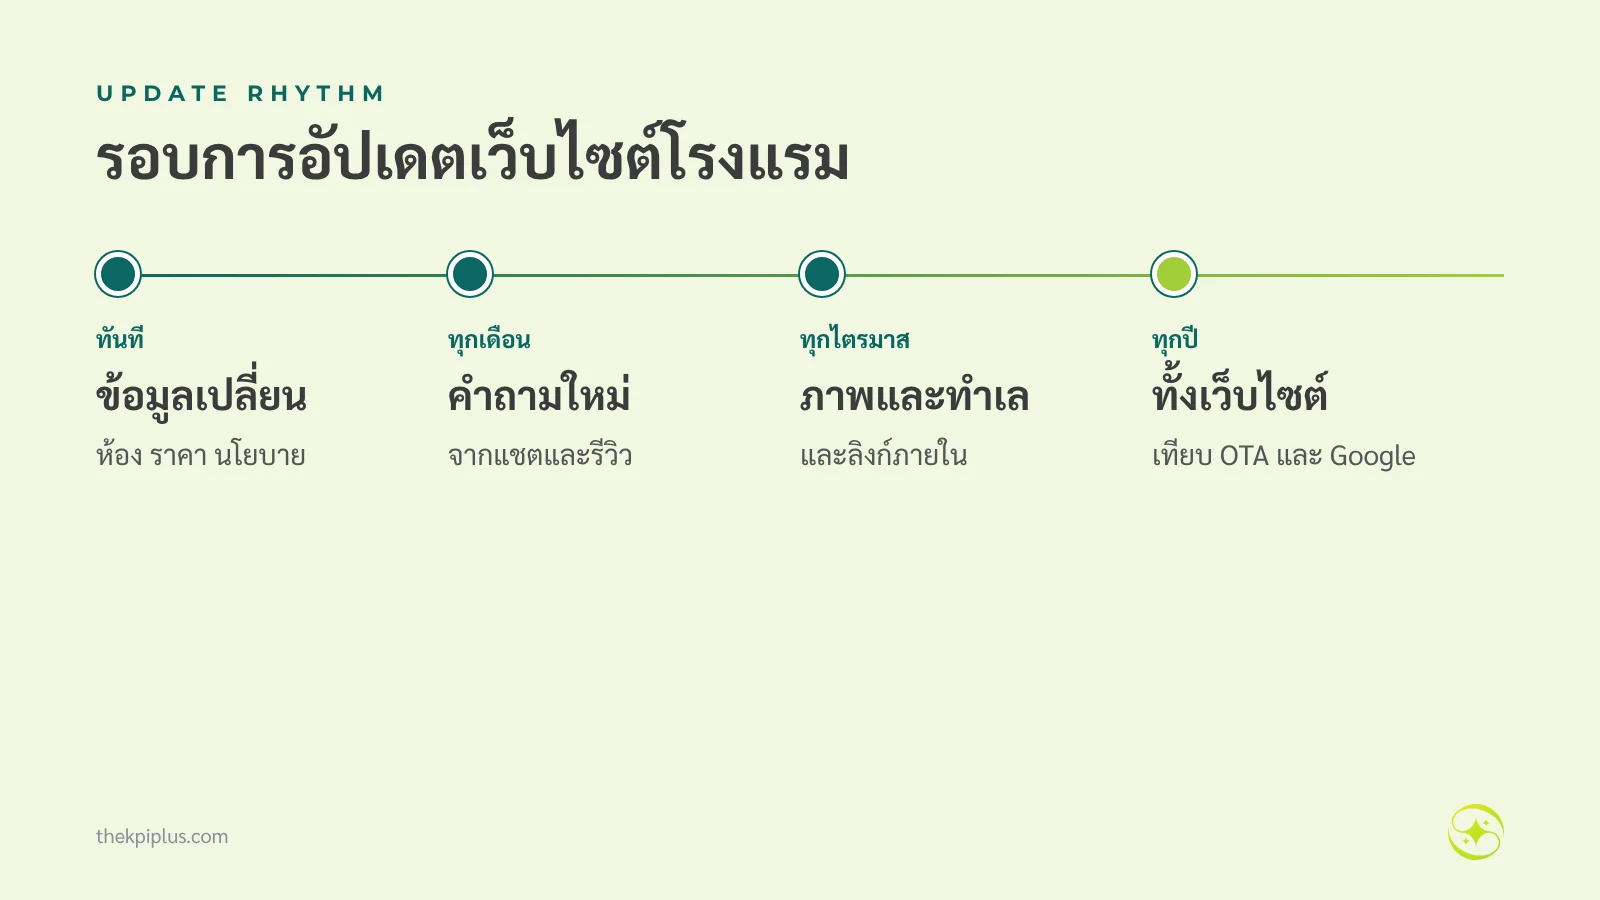 UPDATE RHYTHM
รอบการอัปเดตเว็บไซต์โรงแรม
ทันที
ข้อมูลเปลี่ยน
ห้อง ราคา นโยบาย
ทุกเดือน
คำถามใหม่
จากแชตและรีวิว
ทุกไตรมาส
ภาพและทำเล
และลิงก์ภายใน
ทุกปี
ทั้งเว็บไซต์
เทียบ OTA และ Google
thekpiplus.com